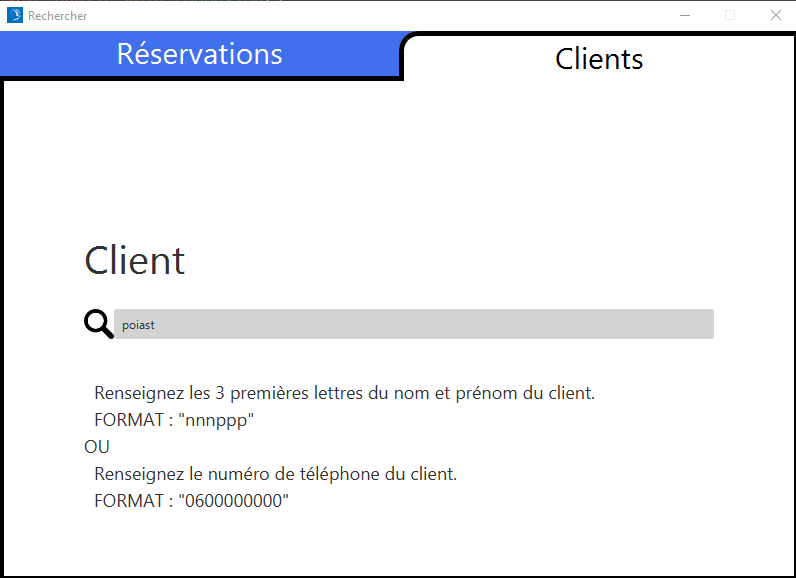 Rechercher
Réservations
Clients
Client
poiast
Renseignez les 3 premières lettres du nom et prénom du client.
FORMAT : "nnnppp"
OU
Renseignez le numéro de téléphone du client.
FORMAT : "0600000000"